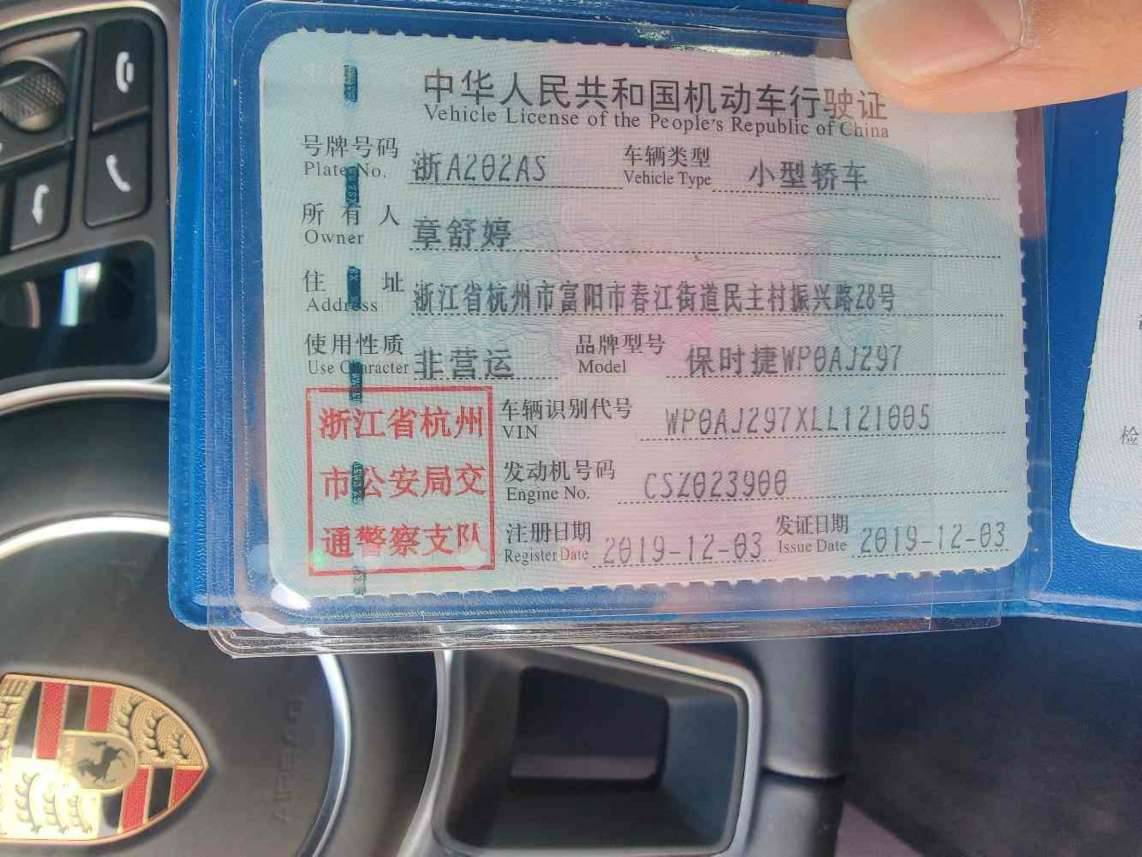 中华人民共和国机动车行驶证
Vehicle License of the People's Republic of China
号牌号码 浙A202AS 车辆类型 小型轿车
Plate No. Vehicle Type
所有人 章舒婷
Owner
住址 浙江省杭州市富阳市春江街道民主村振兴路28号
Address
使用性质 非营运 品牌型号 保时捷WP0AJ297
Use Character Model
浙江省杭州
市公安局交
通警察支队
车辆识别代号 WP0AJ297XLL121005
VIN
发动机号码 CSZ023900
Engine No.
注册日期 2019-12-03 发证日期 2019-12-03
Register Date Issue Date
检
AIRBAG